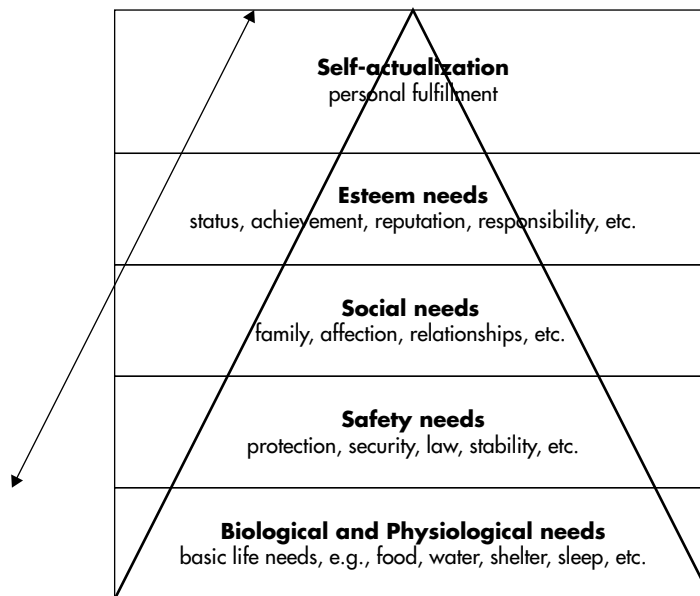 Self-actualization
personal fulfillment
Esteem needs
status, achievement, reputation, responsibility, etc.
Social needs
family, affection, relationships, etc.
Safety needs
protection, security, law, stability, etc.
Biological and Physiological needs
basic life needs, e.g., food, water, shelter, sleep, etc.